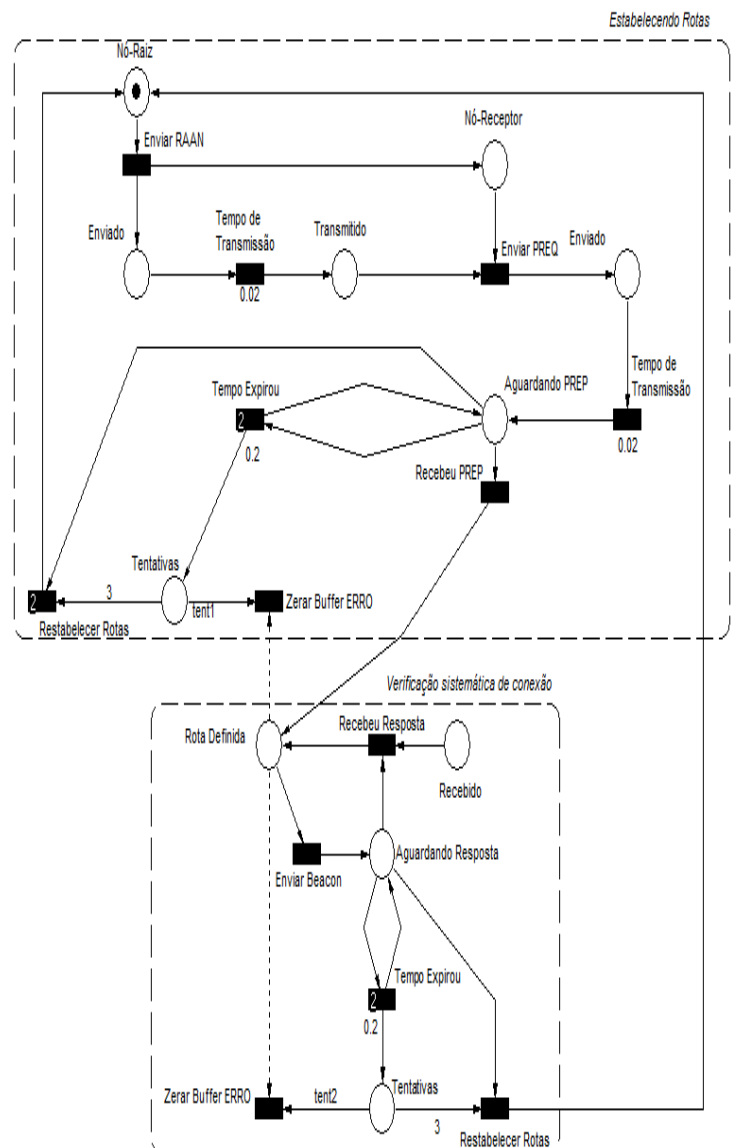 Estabelecendo Rotas
Nó-Raiz
Enviar RAAN
Nó-Receptor
Enviado
Tempo de
Transmissão
0.02
Transmitido
Enviar PREQ
Enviado
Tempo de
Transmissão
0.02
Tempo Expirou
2
0.2
Aguardando PREP
Recebeu PREP
Tentativas
2
3
tent1
Zerar Buffer ERRO
Restabelecer Rotas
Verificação sistemática de conexão
Rota Definida
Recebeu Resposta
Recebido
Enviar Beacon
Aguardando Resposta
Tempo Expirou
2
0.2
Zerar Buffer ERRO
tent2
Tentativas
3
Restabelecer Rotas